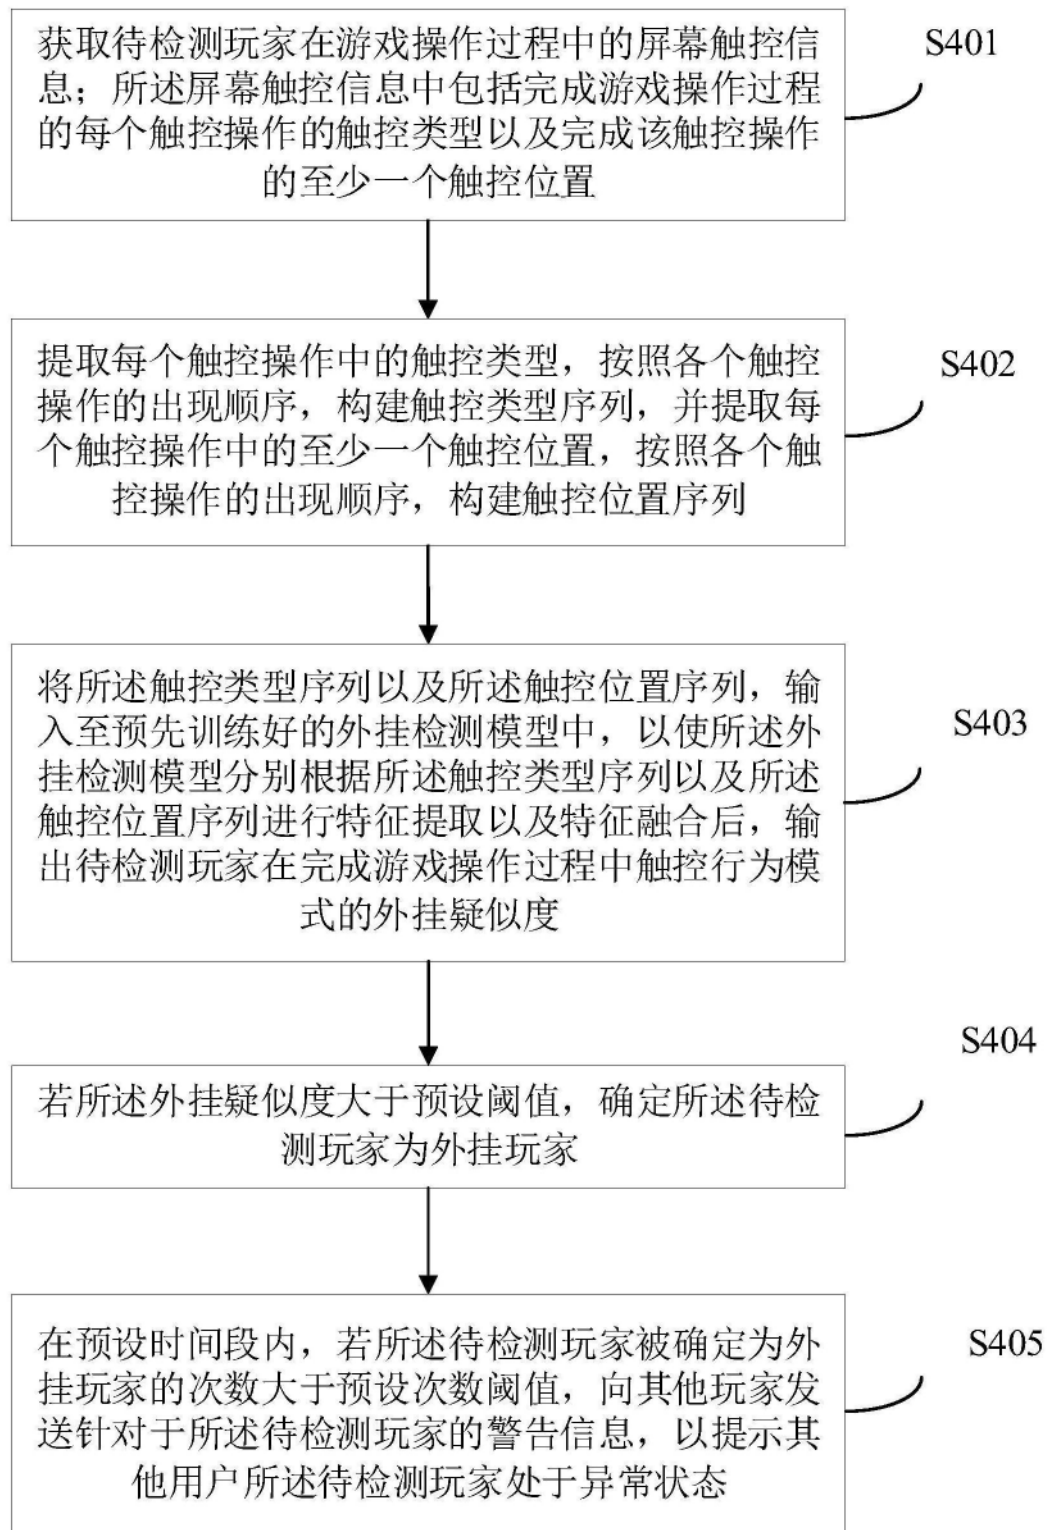 获取待检测玩家在游戏操作过程中的屏幕触控信
息；所述屏幕触控信息中包括完成游戏操作过程
的每个触控操作的触控类型以及完成该触控操作
的至少一个触控位置
S401
提取每个触控操作中的触控类型，按照各个触控
操作的出现顺序，构建触控类型序列，并提取每
个触控操作中的至少一个触控位置，按照各个触
控操作的出现顺序，构建触控位置序列
S402
将所述触控类型序列以及所述触控位置序列，输
入至预先训练好的外挂检测模型中，以使所述外
挂检测模型分别根据所述触控类型序列以及所述
触控位置序列进行特征提取以及特征融合后，输
出待检测玩家在完成游戏操作过程中触控行为模
式的外挂疑似度
S403
若所述外挂疑似度大于预设阈值，确定所述待检
测玩家为外挂玩家
S404
在预设时间段内，若所述待检测玩家被确定为外
挂玩家的次数大于预设次数阈值，向其他玩家发
送针对于所述待检测玩家的警告信息，以提示其
他用户所述待检测玩家处于异常状态
S405